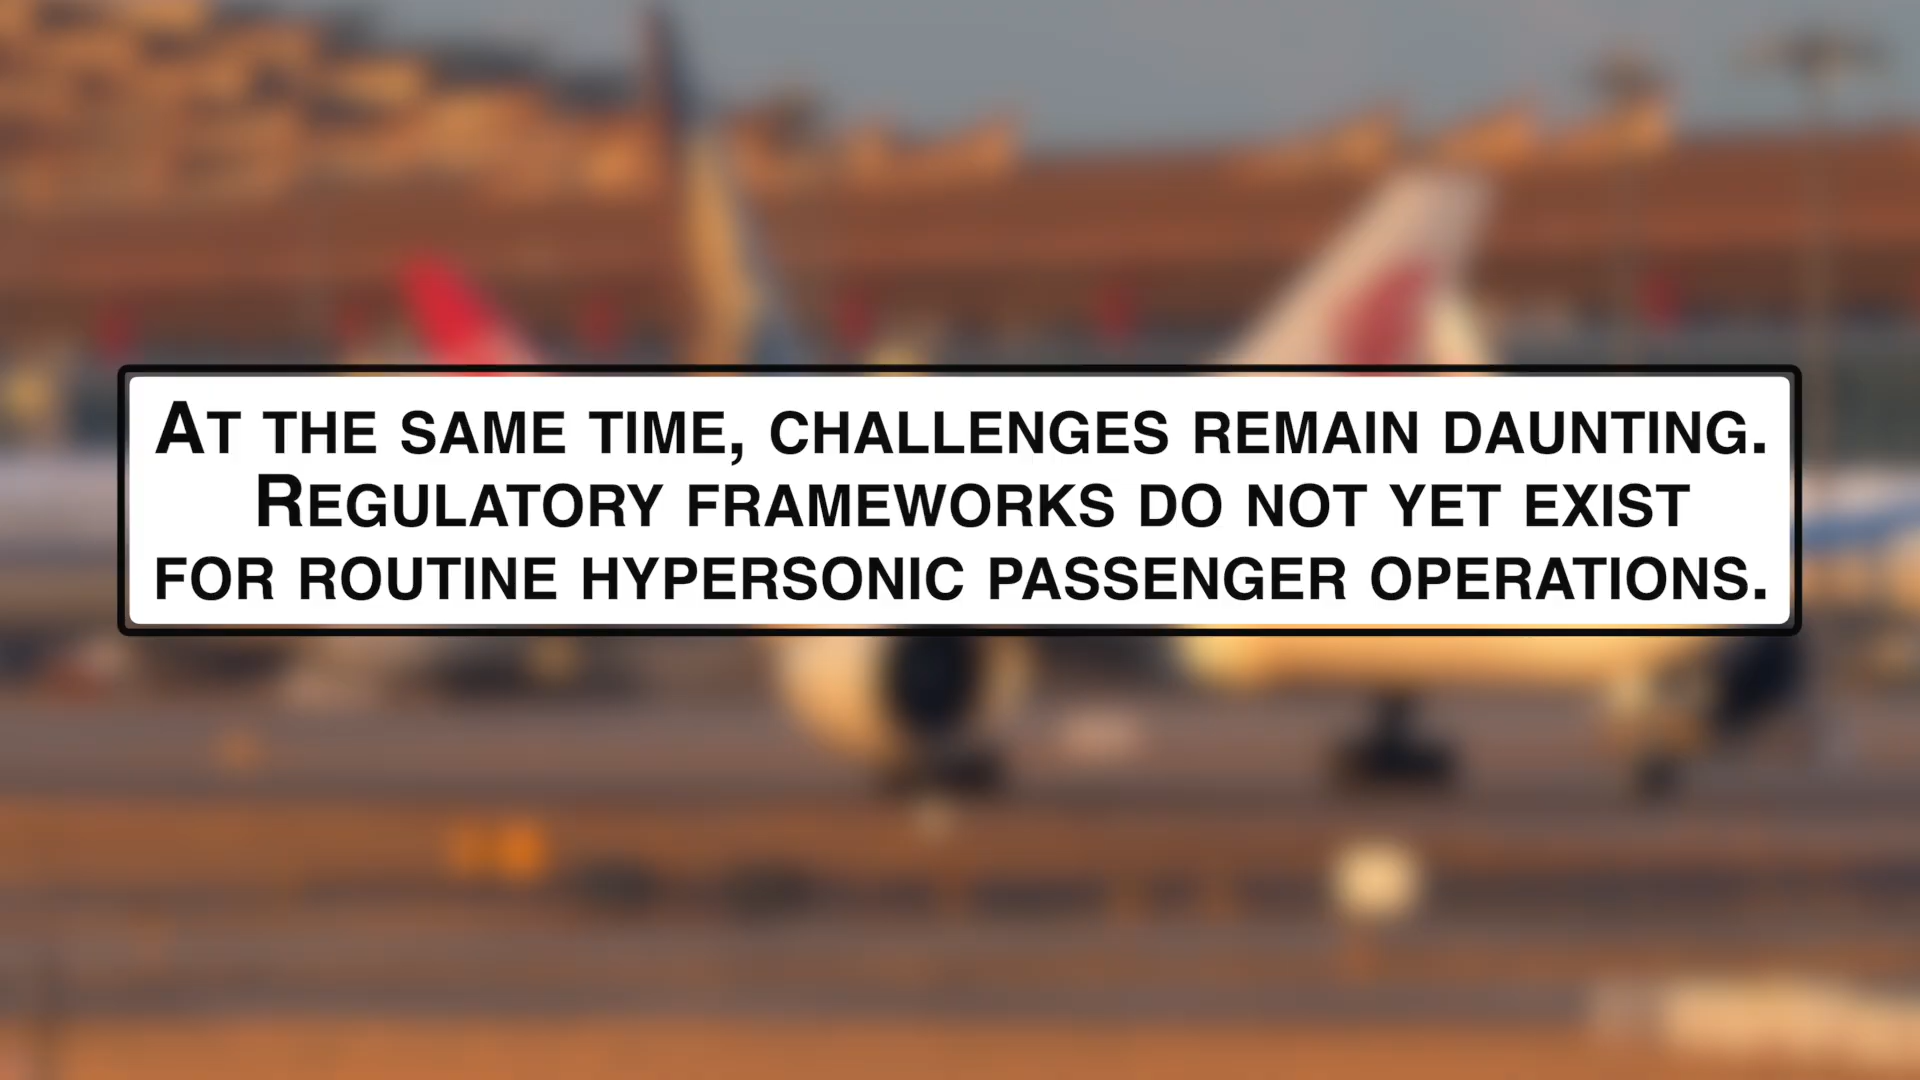 At the same time, challenges remain daunting.
Regulatory frameworks do not yet exist
for routine hypersonic passenger operations.